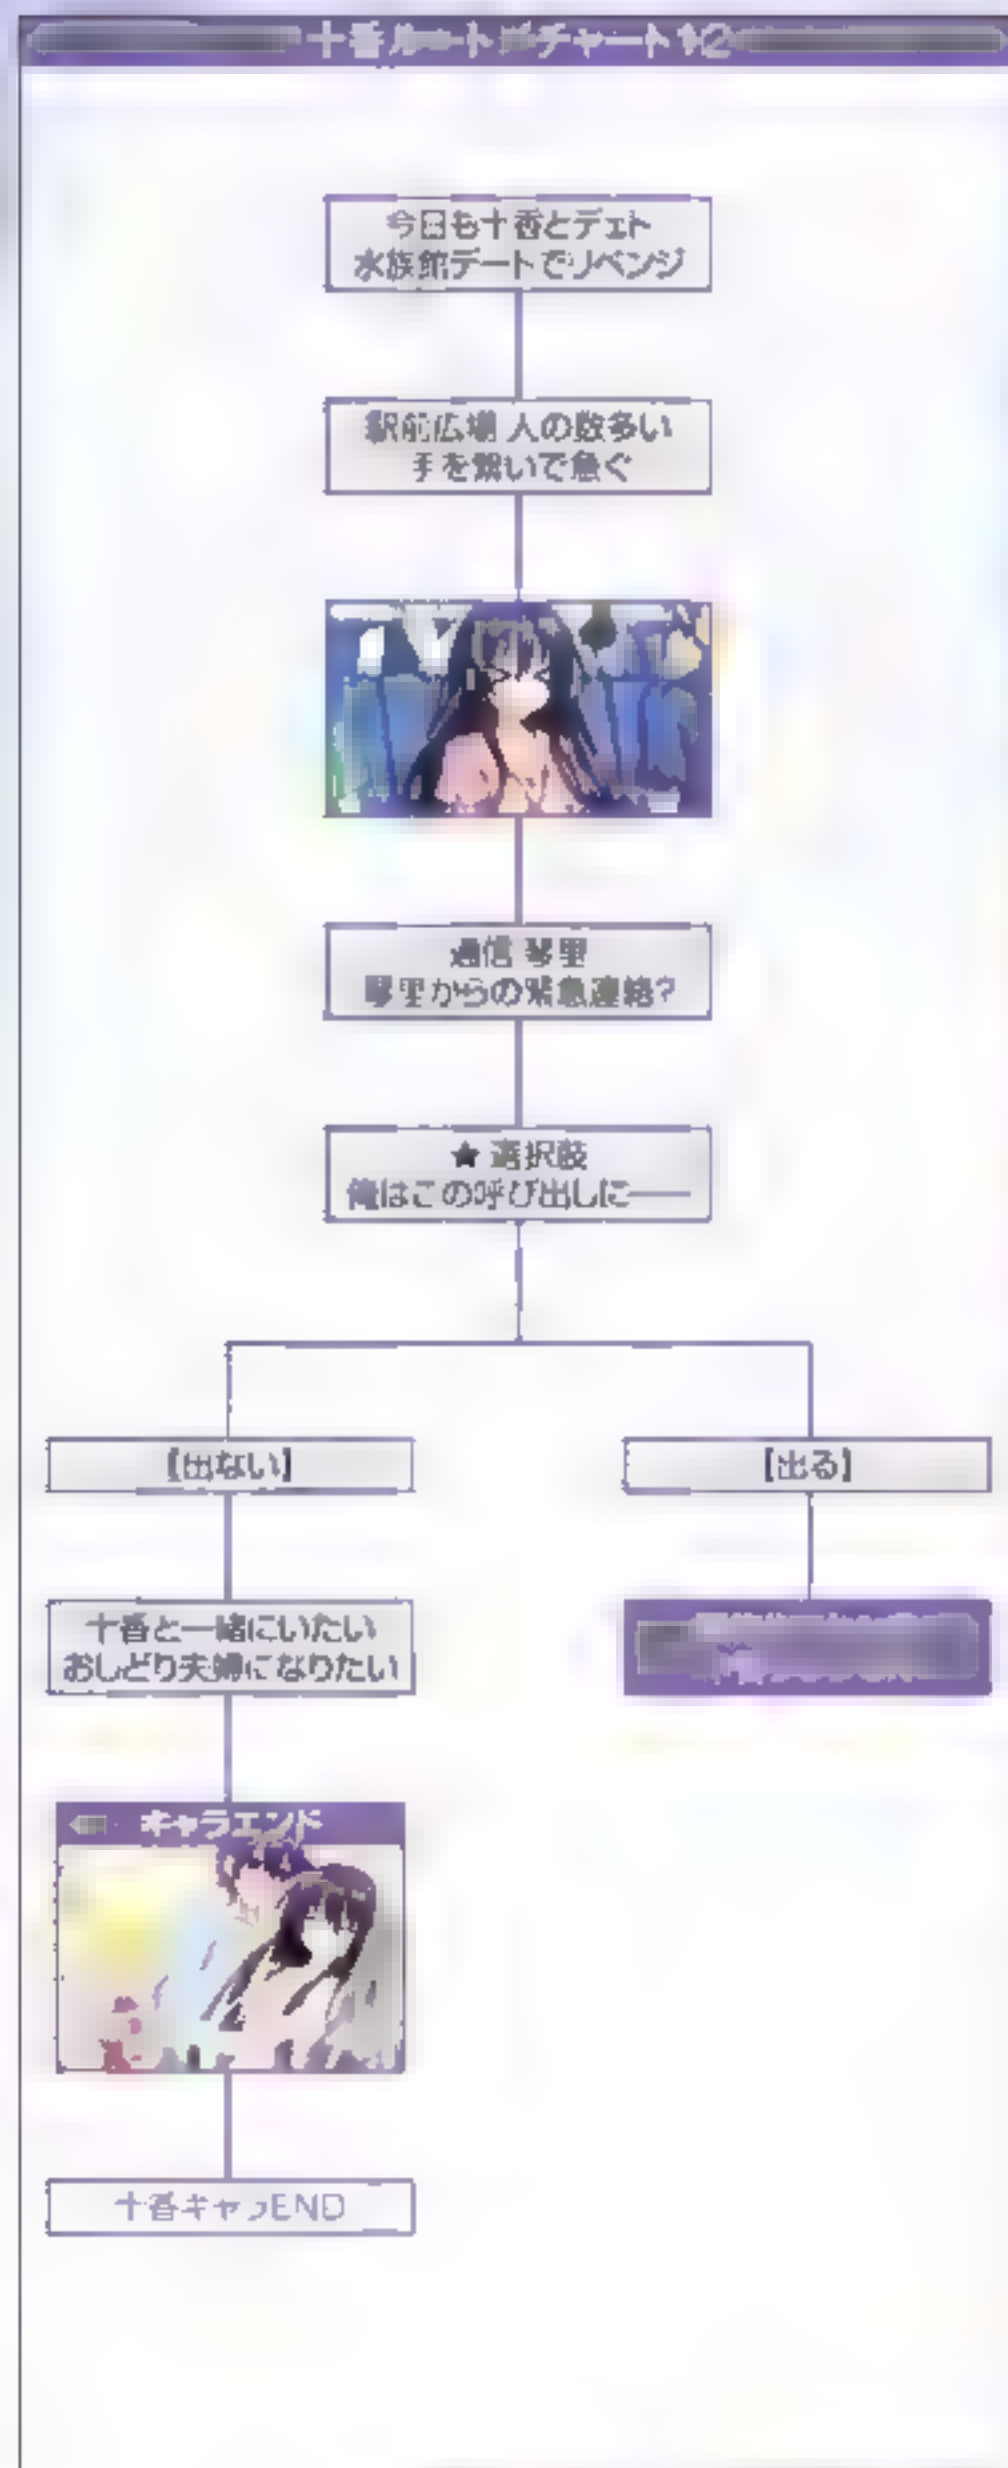 十香ルート チャート
今日も十香とデート
水族館デートでリベンジ
駅前広場 人の数多い
手を繋いで急ぐ
通信 琴里
琴里からの緊急連絡?
★ 選択肢
俺はこの呼び出しに――
【出ない】
【出る】
十香と一緒にいたい
おしどり夫婦になりたい
キャラエンド
十香キャラEND